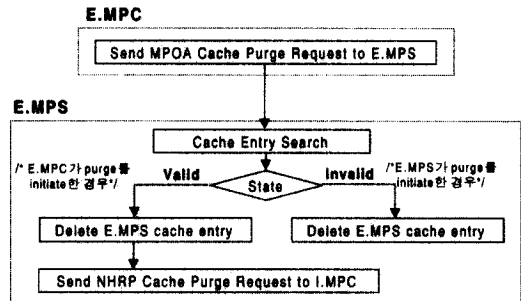 E.MPC
Send MPOA Cache Purge Request to E.MPS
E.MPS
Cache Entry Search
/* E.MPC가 purge를
initiate한 경우*/
Valid
State
Invalid
/*E.MPS가 purge를
initiate한 경우*/
Delete E.MPS cache entry
Delete E.MPS cache entry
Send NHRP Cache Purge Request to I.MPC